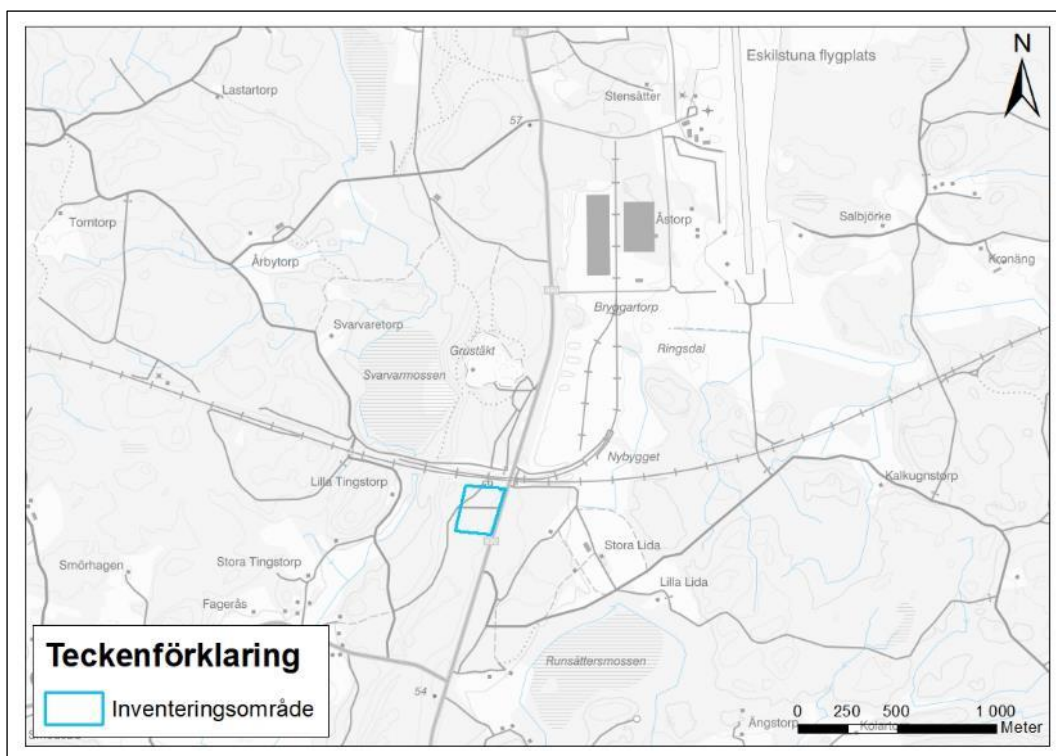 Eskilstuna flygplats
N
Lastartorp
Stensätter
57
Torntorp
Åstorp
Salbjörke
Årbytorp
Kronäng
Bryggartorp
Svarvaretorp
Grustäkt
Ringsdal
Svarvarmossen
Nybygget
Lilla Tingstorp
Kalkugnstorp
Stora Lida
Smörhagen
Stora Tingstorp
Lilla Lida
Fagerås
Teckenförklaring
Runsättersmossen
54
Inventeringsområde
0 250 500 1 000
Meter
Ängstorp